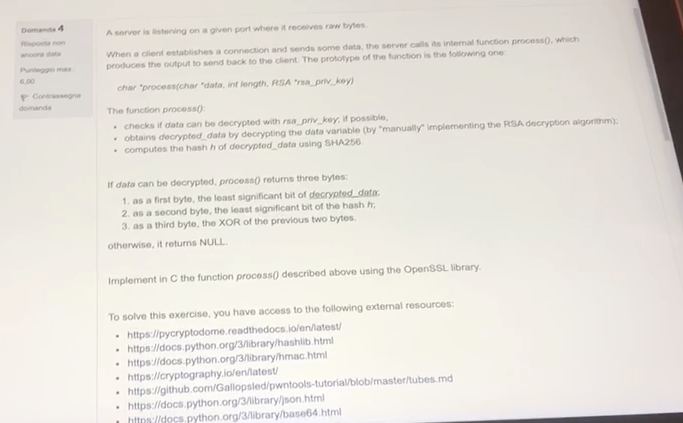 Domanda 4
Risposta non
ancora data
Punteggio max.:
6,00
Contrassegna
domanda
A server is listening on a given port where it receives raw bytes.
When a client establishes a connection and sends some data, the server calls its internal function process(), which
produces the output to send back to the client. The prototype of the function is the following one:
char *process(char *data, int length, RSA *rsa_priv_key)
The function process():
• checks if data can be decrypted with rsa_priv_key, if possible,
• obtains decrypted_data by decrypting the data variable (by "manually" implementing the RSA decryption algorithm);
• computes the hash h of decrypted_data using SHA256.
If data can be decrypted, process() returns three bytes:
1. as a first byte, the least significant bit of decrypted_data;
2. as a second byte, the least significant bit of the hash h;
3. as a third byte, the XOR of the previous two bytes.
otherwise, it returns NULL.
Implement in C the function process() described above using the OpenSSL library.
To solve this exercise, you have access to the following external resources:
• https://pycryptodome.readthedocs.io/en/latest/
• https://docs.python.org/3/library/hashlib.html
• https://docs.python.org/3/library/hmac.html
• https://cryptography.io/en/latest/
• https://github.com/Gallopsled/pwntools-tutorial/blob/master/tubes.md
• https://docs.python.org/3/library/json.html
• https://docs.python.org/3/library/base64.html